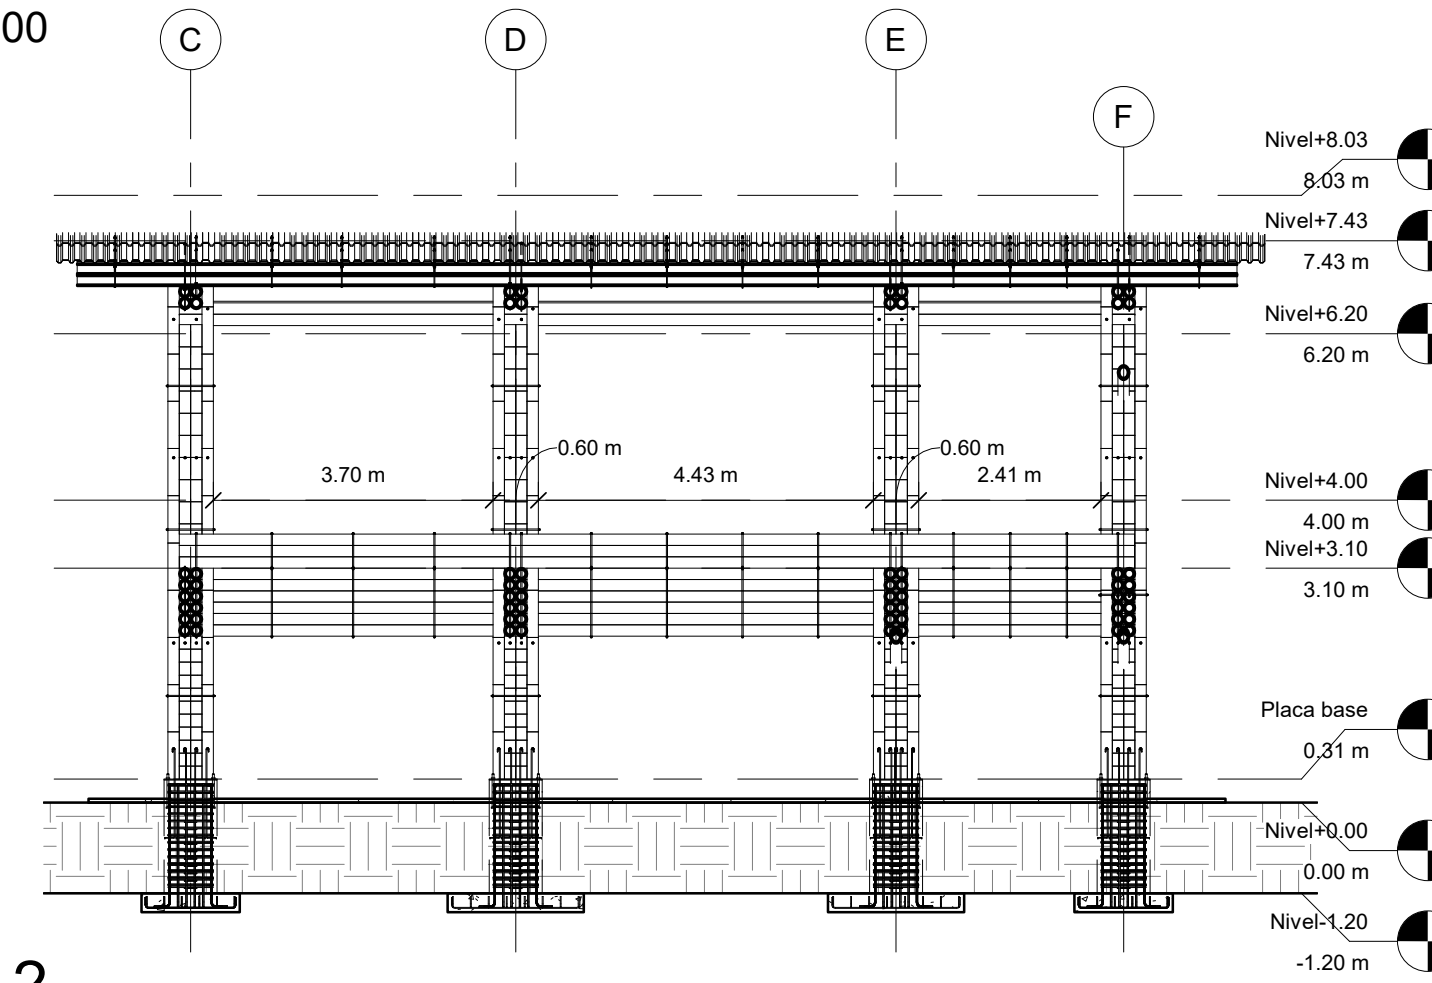 00
C
D
E
F
Nivel+8.03
8.03 m
Nivel+7.43
7.43 m
Nivel+6.20
6.20 m
0.60 m
0.60 m
3.70 m
4.43 m
2.41 m
Nivel+4.00
4.00 m
Nivel+3.10
3.10 m
Placa base
0.31 m
Nivel+0.00
0.00 m
Nivel-1.20
-1.20 m
2